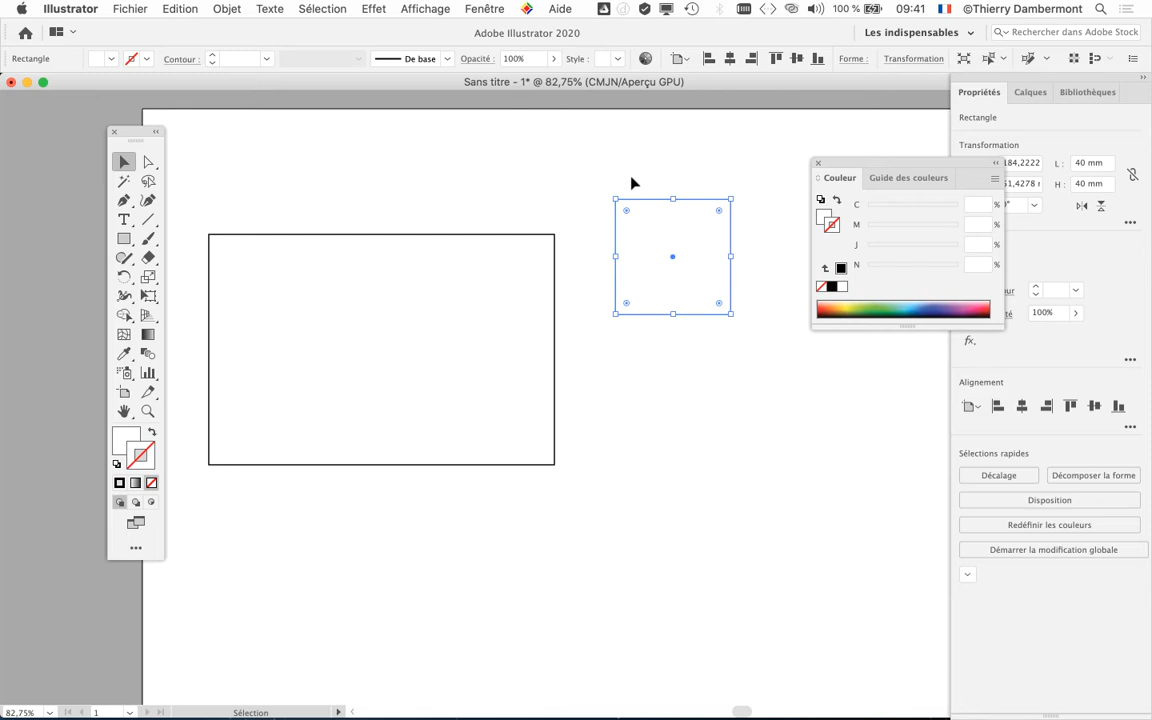 Illustrator Fichier Edition Objet Texte Sélection Effet Affichage Fenêtre Aide 100 % 09:41 ©Thierry Dambermont
Adobe Illustrator 2020 Les indispensables Rechercher dans Adobe Stock
Rectangle Contour : De base Opacité : 100% Style : Forme : Transformation
Sans titre - 1* @ 82,75% (CMJN/Aperçu GPU)
Propriétés Calques Bibliothèques
Rectangle
Transformation
184,2222 L : 40 mm
H : 40 mm
Couleur Guide des couleurs
C %
M %
J %
N %
100%
fx
Alignement
Sélections rapides
Décalage Décomposer la forme
Disposition
Redéfinir les couleurs
Démarrer la modification globale
T
82,75% 1 Sélection